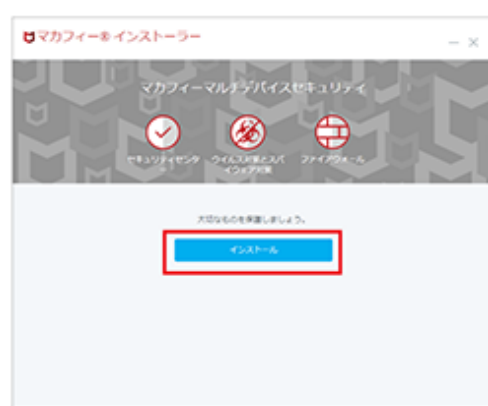 マカフィー® インストーラー
マカフィーマルチデバイスセキュリティ
セキュリティセンタ
ー
ウイルス対策とスパ
イウェア対策
ファイアウォール
大切なものを保護しましょう。
インストール